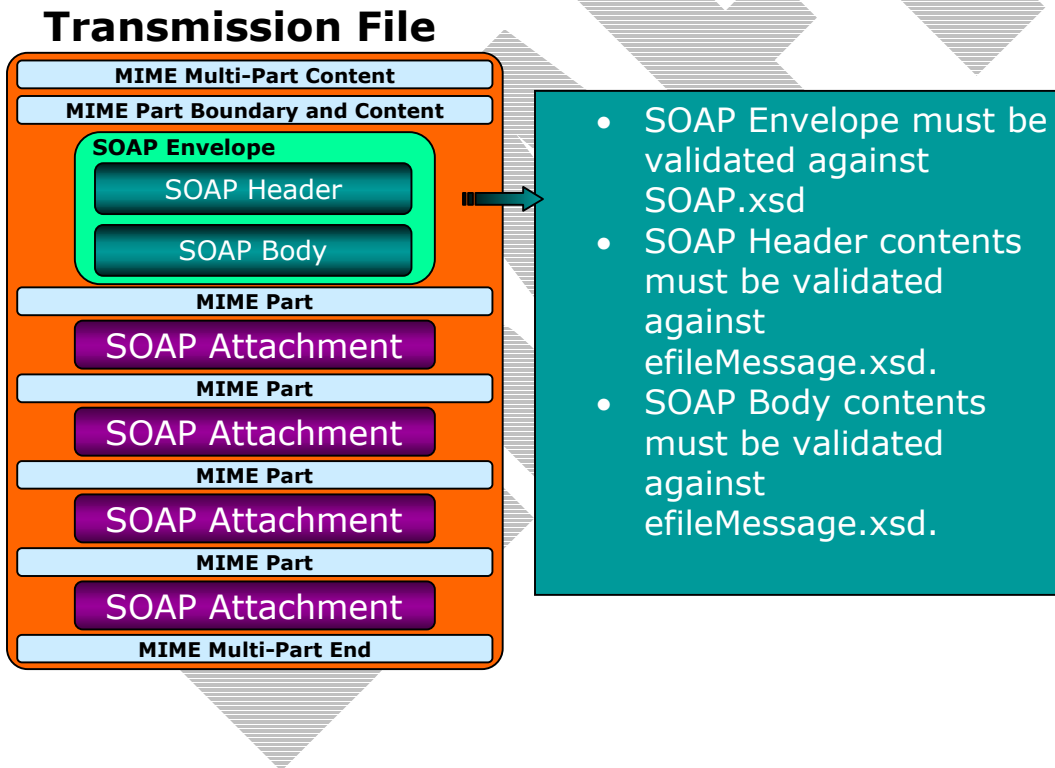 Transmission File
MIME Multi-Part Content
MIME Part Boundary and Content
SOAP Envelope
SOAP Header
SOAP Body
MIME Part
SOAP Attachment
MIME Part
SOAP Attachment
MIME Part
SOAP Attachment
MIME Part
SOAP Attachment
MIME Multi-Part End
• SOAP Envelope must be
validated against
SOAP.xsd
• SOAP Header contents
must be validated
against
efileMessage.xsd.
• SOAP Body contents
must be validated
against
efileMessage.xsd.